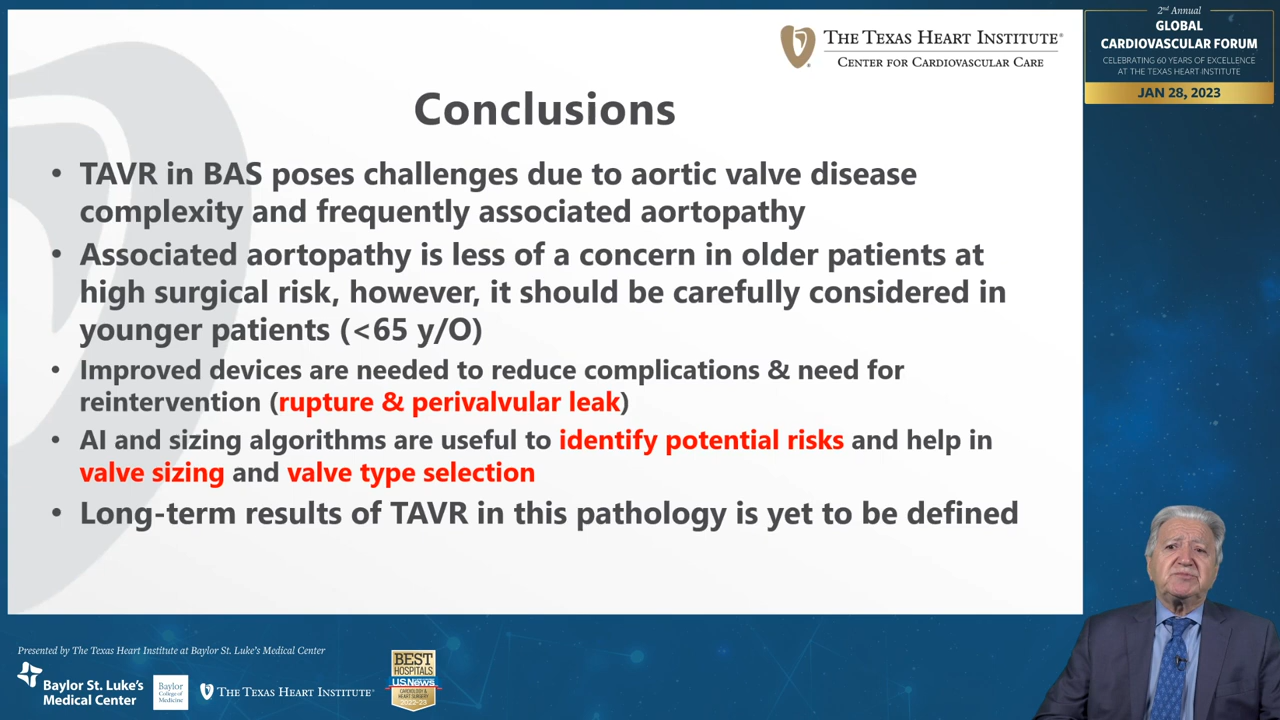 THE TEXAS HEART INSTITUTE®
CENTER FOR CARDIOVASCULAR CARE
2nd Annual
GLOBAL
CARDIOVASCULAR FORUM
CELEBRATING 60 YEARS OF EXCELLENCE
AT THE TEXAS HEART INSTITUTE
JAN 28, 2023
Conclusions
• TAVR in BAS poses challenges due to aortic valve disease
complexity and frequently associated aortopathy
• Associated aortopathy is less of a concern in older patients at
high surgical risk, however, it should be carefully considered in
younger patients (<65 y/O)
• Improved devices are needed to reduce complications & need for
reintervention (rupture & perivalvular leak)
• AI and sizing algorithms are useful to identify potential risks and help in
valve sizing and valve type selection
• Long-term results of TAVR in this pathology is yet to be defined
Presented by The Texas Heart Institute at Baylor St. Luke's Medical Center
Baylor St. Luke's
Medical Center
Baylor
College of
Medicine
THE TEXAS HEART INSTITUTE®
BEST
HOSPITALS
U.S.News
CARDIOLOGY &
HEART SURGERY
2022-23